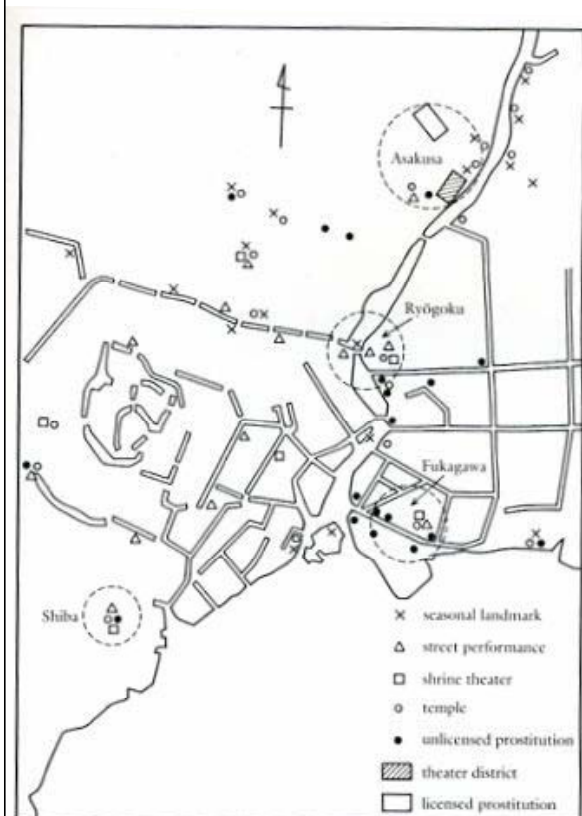 Asakusa
Ryōgoku
Fukagawa
Shiba
seasonal landmark
street performance
shrine theater
temple
unlicensed prostitution
theater district
licensed prostitution